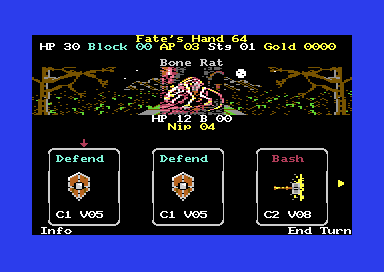 Fate's Hand 64
HP 30 Block 00 AP 03 Sts 01 Gold 0000
Bone Rat
HP 12 B 00
Nip 04
Defend Defend Bash
C1 V05 C1 V05 C2 V08
Info End Turn